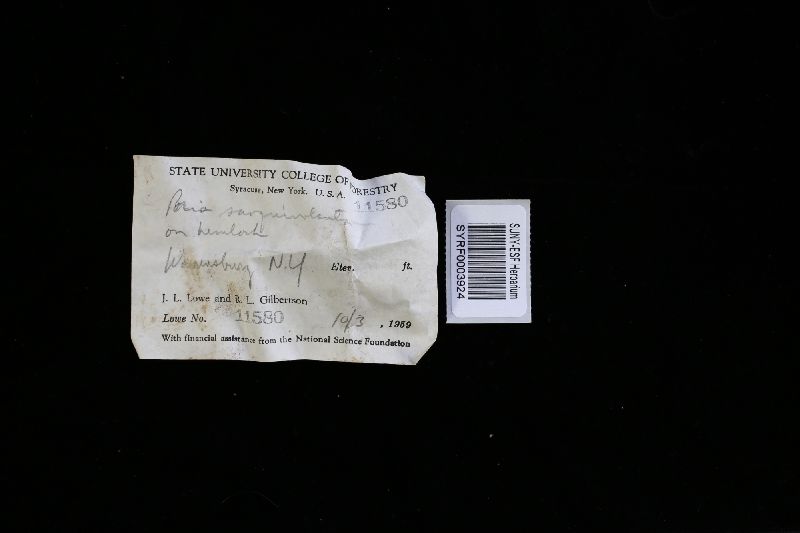 STATE UNIVERSITY COLLEGE OF FORESTRY
Syracuse, New York. U. S. A.
11580
Poria sanguinolenta
on hemlock
Warrensburg N.Y Elev. ft.
J. L. Lowe and R. L. Gilbertson
Lowe No. 11580 10/3 , 1959
With financial assistance from the National Science Foundation
SUNY-ESF Herbarium
SYRF0003924